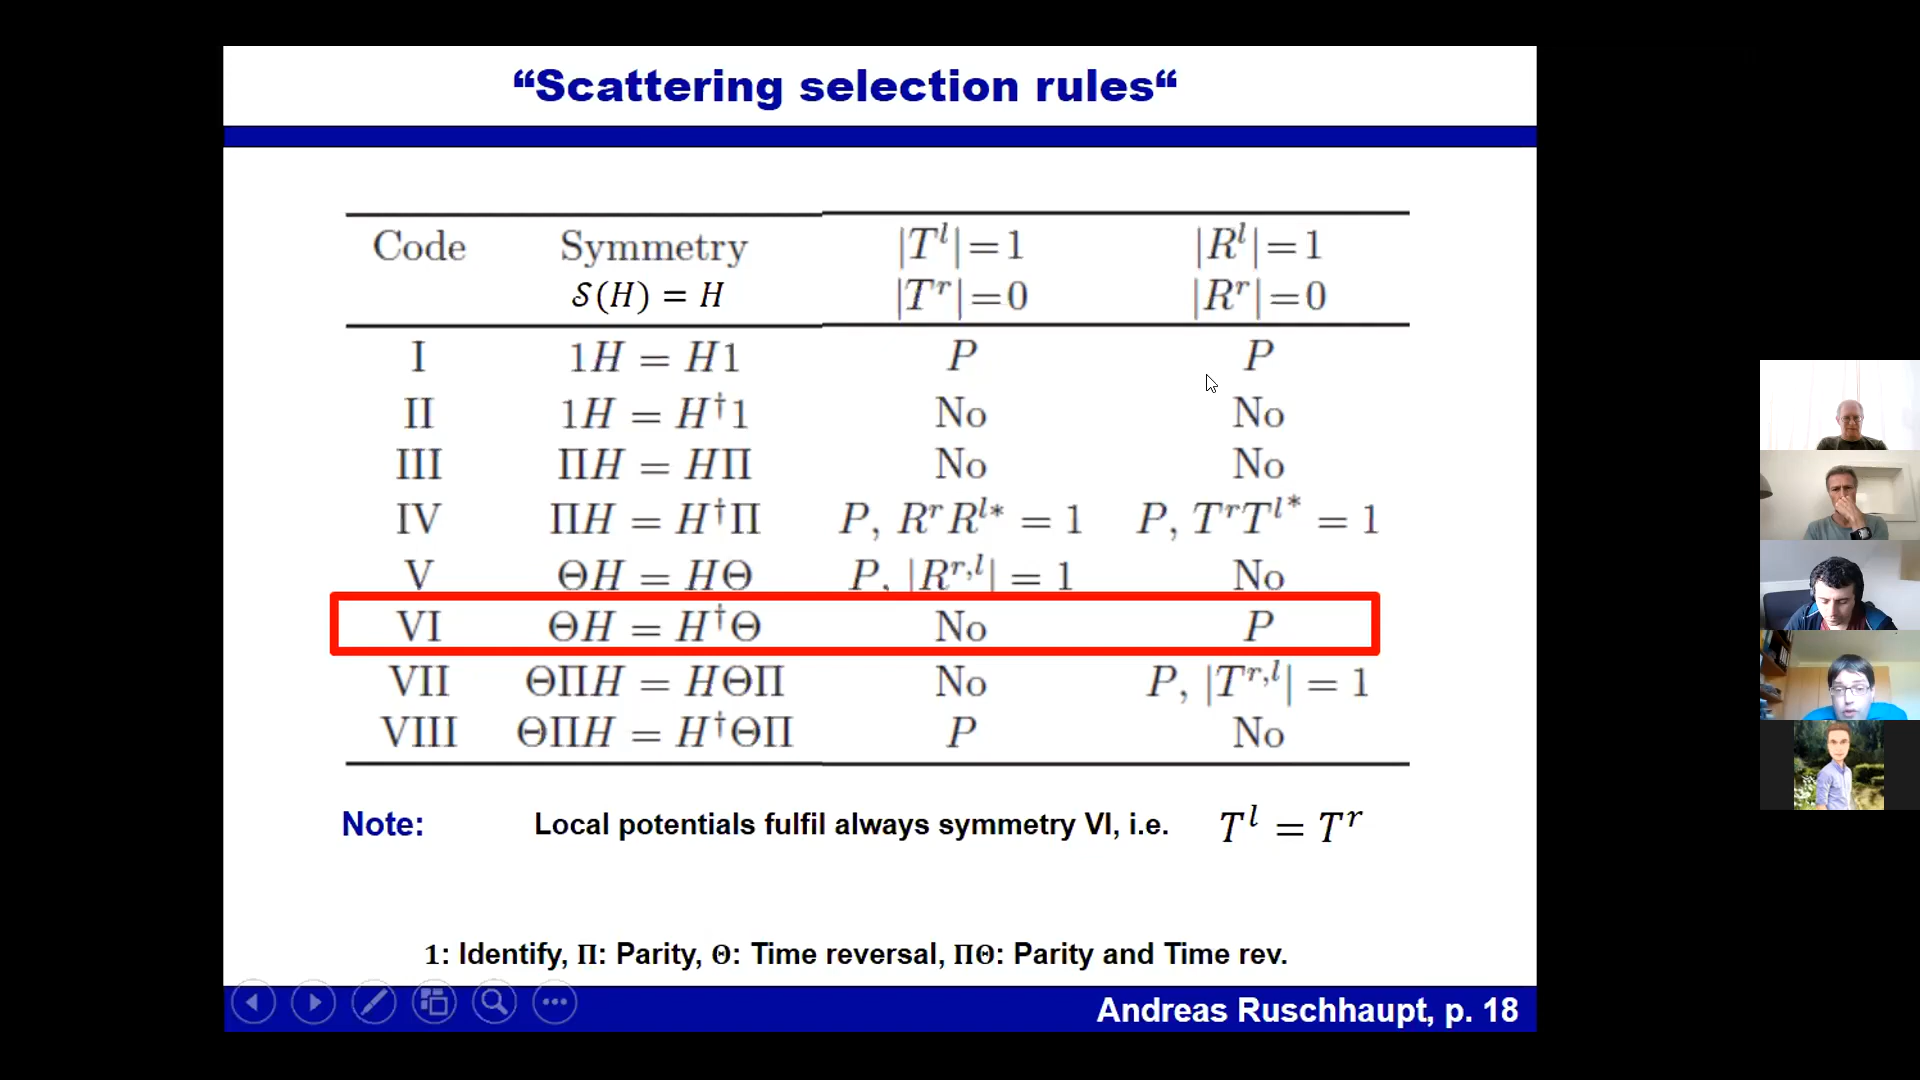 “Scattering selection rules“
Code Symmetry |T^l|=1 |R^l|=1
𝒮(H) = H |T^r|=0 |R^r|=0
I 1H = H1 P P
II 1H = H†1 No No
III ΠH = HΠ No No
IV ΠH = H†Π P, R^r R^l* = 1 P, T^r T^l* = 1
V ΘH = HΘ P, |R^r,l| = 1 No
VI ΘH = H†Θ No P
VII ΘΠH = HΘΠ No P, |T^r,l| = 1
VIII ΘΠH = H†ΘΠ P No
Note: Local potentials fulfil always symmetry VI, i.e. T^l = T^r
1: Identify, Π: Parity, Θ: Time reversal, ΠΘ: Parity and Time rev.
Andreas Ruschhaupt, p. 18